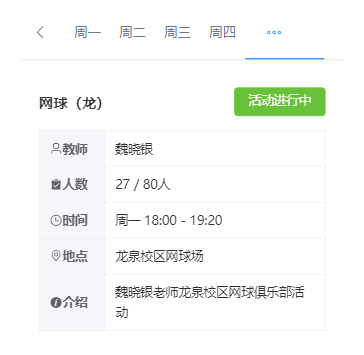 周一 周二 周三 周四
网球（龙） 活动进行中
教师 魏晓银
人数 27 / 80人
时间 周一 18:00 - 19:20
地点 龙泉校区网球场
介绍 魏晓银老师龙泉校区网球俱乐部活
动